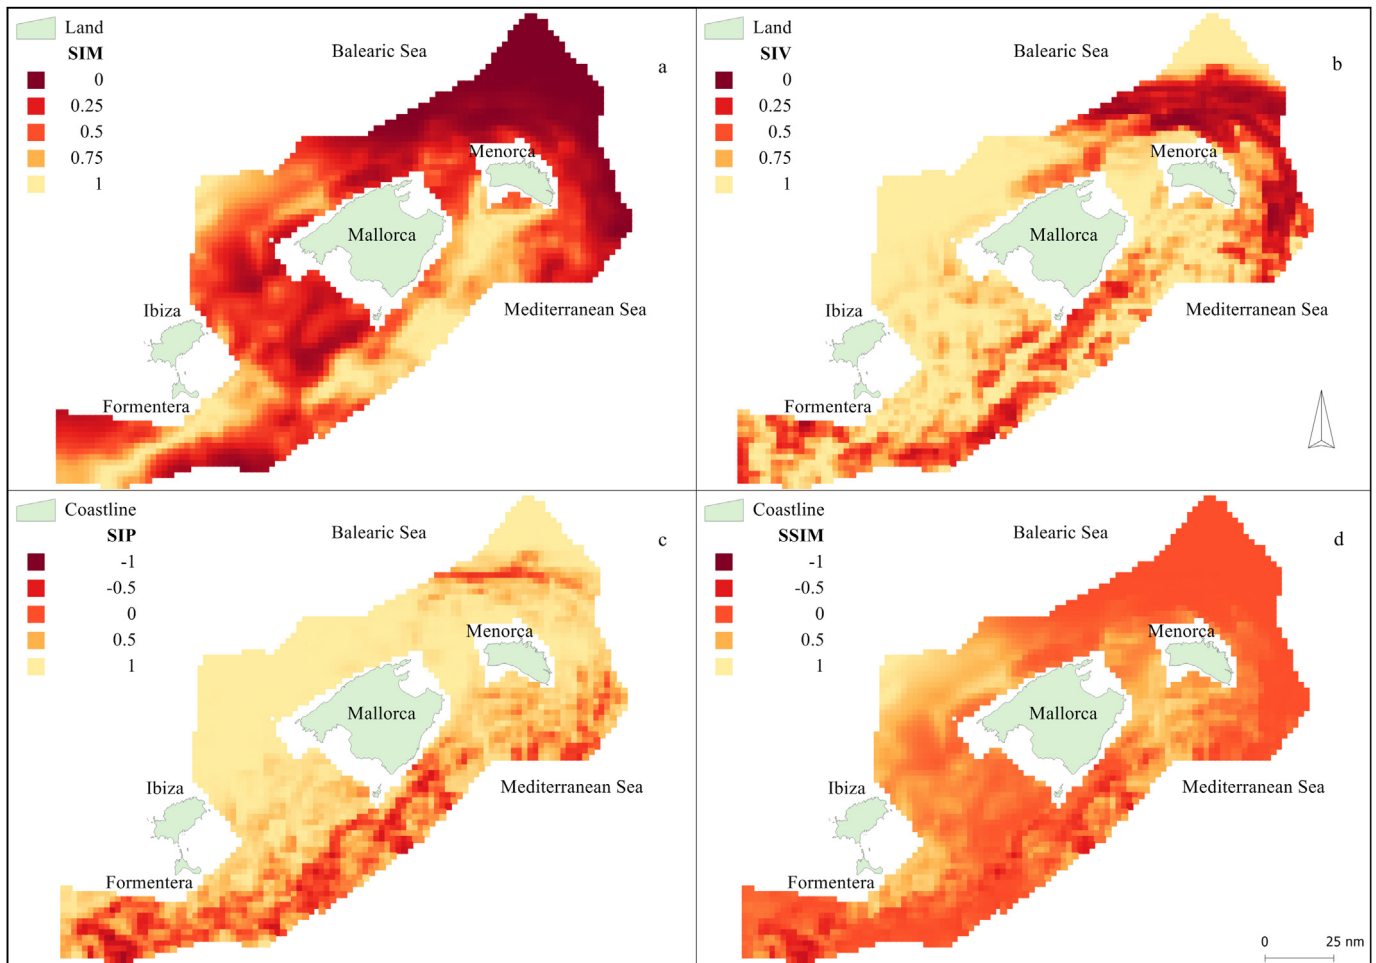 Land
SIM
0
0.25
0.5
0.75
1
Balearic Sea
a
Menorca
Mallorca
Ibiza
Mediterranean Sea
Formentera
Land
SIV
0
0.25
0.5
0.75
1
Balearic Sea
b
Menorca
Mallorca
Ibiza
Mediterranean Sea
Formentera
Coastline
SIP
-1
-0.5
0
0.5
1
Balearic Sea
c
Menorca
Mallorca
Ibiza
Mediterranean Sea
Formentera
Coastline
SSIM
-1
-0.5
0
0.5
1
Balearic Sea
d
Menorca
Mallorca
Ibiza
Mediterranean Sea
Formentera
0 25 nm